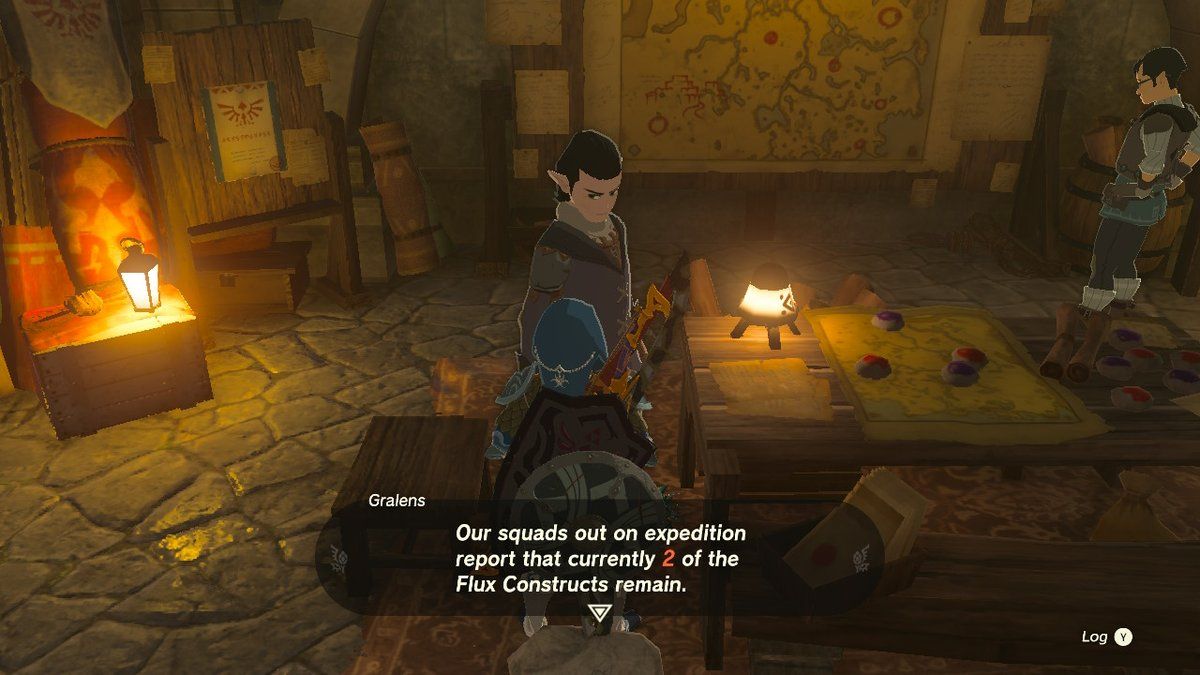 Gralens
Our squads out on expedition
report that currently 2 of the
Flux Constructs remain.
Log Y